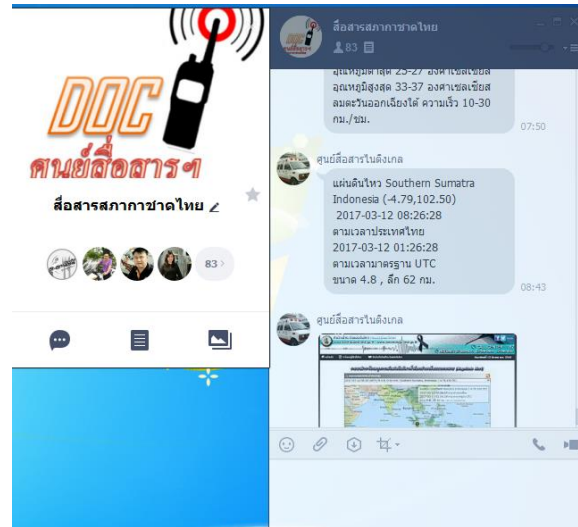 DOC
ศนย์สื่อสารฯ
สื่อสารสภากาชาดไทย
83
สื่อสารสภากาชาดไทย
83
อุณหภูมิต่ำสุด 25-27 องศาเซลเซียส
อุณหภูมิสูงสุด 33-37 องศาเซลเซียส
ลมตะวันออกเฉียงใต้ ความเร็ว 10-30
กม./ชม.
07:50
ศูนย์สื่อสารในดิงเกล
แผ่นดินไหว Southern Sumatra
Indonesia (-4.79,102.50)
2017-03-12 08:26:28
ตามเวลาประเทศไทย
2017-03-12 01:26:28
ตามเวลามาตรฐาน UTC
ขนาด 4.8 , ลึก 62 กม.
08:43
ศูนย์สื่อสารในดิงเกล